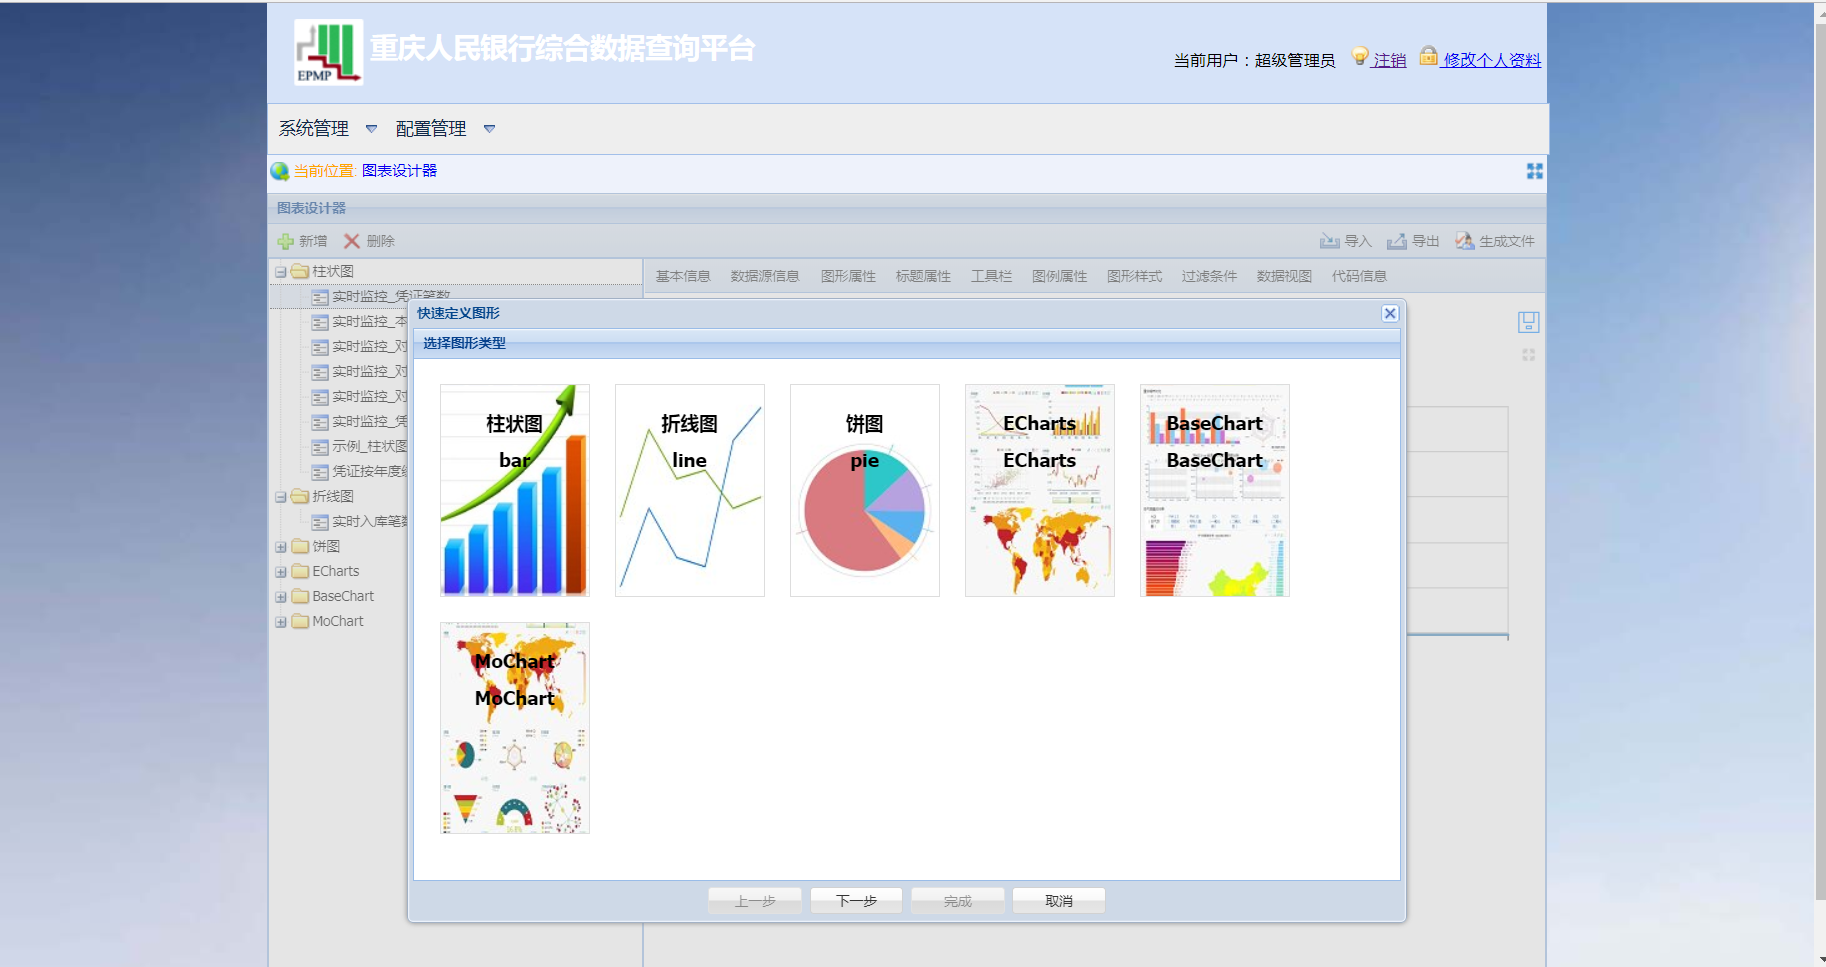 重庆人民银行综合数据查询平台
EPMP
当前用户：超级管理员 注销 修改个人资料
系统管理 配置管理
当前位置: 图表设计器
图表设计器
新增 删除 导入 导出 生成文件
柱状图
基本信息 数据源信息 图形属性 标题属性 工具栏 图例属性 图形样式 过滤条件 数据视图 代码信息
实时监控_凭证笔数
实时监控_本
实时监控_对
实时监控_对
实时监控_对
实时监控_凭
示例_柱状图
凭证按年度
折线图
实时入库笔数
饼图
ECharts
BaseChart
MoChart
快速定义图形
选择图形类型
柱状图
bar
折线图
line
饼图
pie
ECharts
ECharts
BaseChart
BaseChart
MoChart
MoChart
上一步 下一步 完成 取消